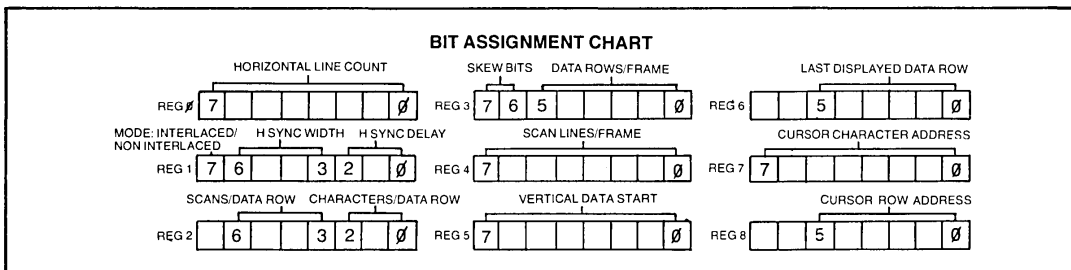 BIT ASSIGNMENT CHART
HORIZONTAL LINE COUNT
REG Ø 7 Ø
MODE: INTERLACED/
NON INTERLACED
H SYNC WIDTH H SYNC DELAY
REG 1 7 6 3 2 Ø
SCANS/DATA ROW CHARACTERS/DATA ROW
REG 2 6 3 2 Ø
SKEW BITS DATA ROWS/FRAME
REG 3 7 6 5 Ø
SCAN LINES/FRAME
REG 4 7 Ø
VERTICAL DATA START
REG 5 7 Ø
LAST DISPLAYED DATA ROW
REG 6 5 Ø
CURSOR CHARACTER ADDRESS
REG 7 7 Ø
CURSOR ROW ADDRESS
REG 8 5 Ø